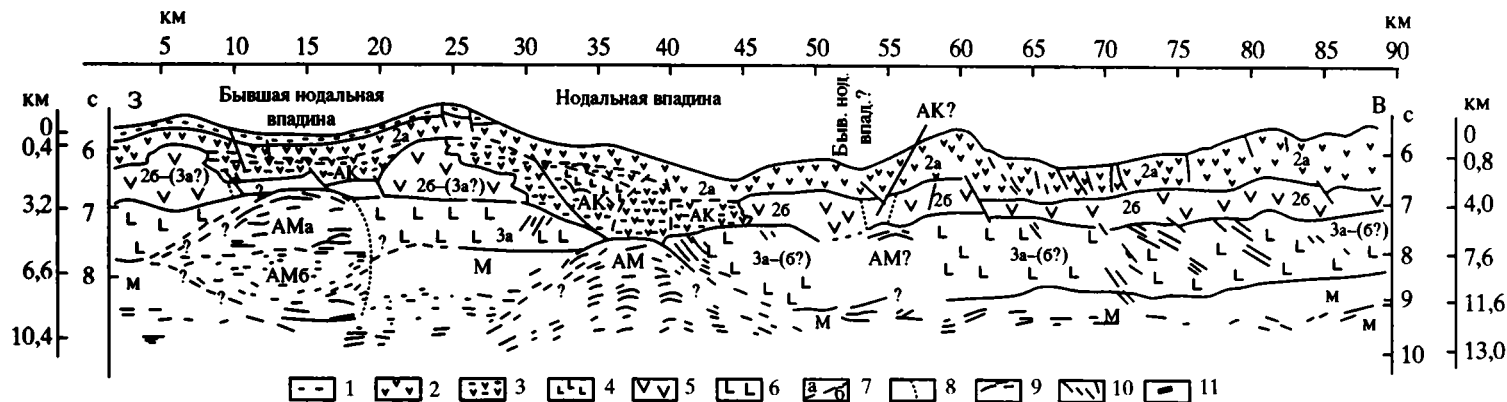 км км
5 10 15 20 25 30 35 40 45 50 55 60 65 70 75 80 85 90
км с З Бывшая нодальная впадина Нодальная впадина Быв. нод. впад.? АК? В с км
0 0
0,4 6 2а АК 2а 2а 6 0,8
2б–(3а?) 2б–(3а?) АК ? АК 2а 2б 2б 2б 2б
3,2 7 ? 7 4,0
? АМа ? 3а АМ 3а–(б?) АМ? 3а–(б?) 3а–(б?) 8 7,6
6,6 8 М ? АМб ? М ? ? ?
М М М 9 11,6
10,4 10 13,0
1 2 3 4 5 6 а б 7 8 9 10 11